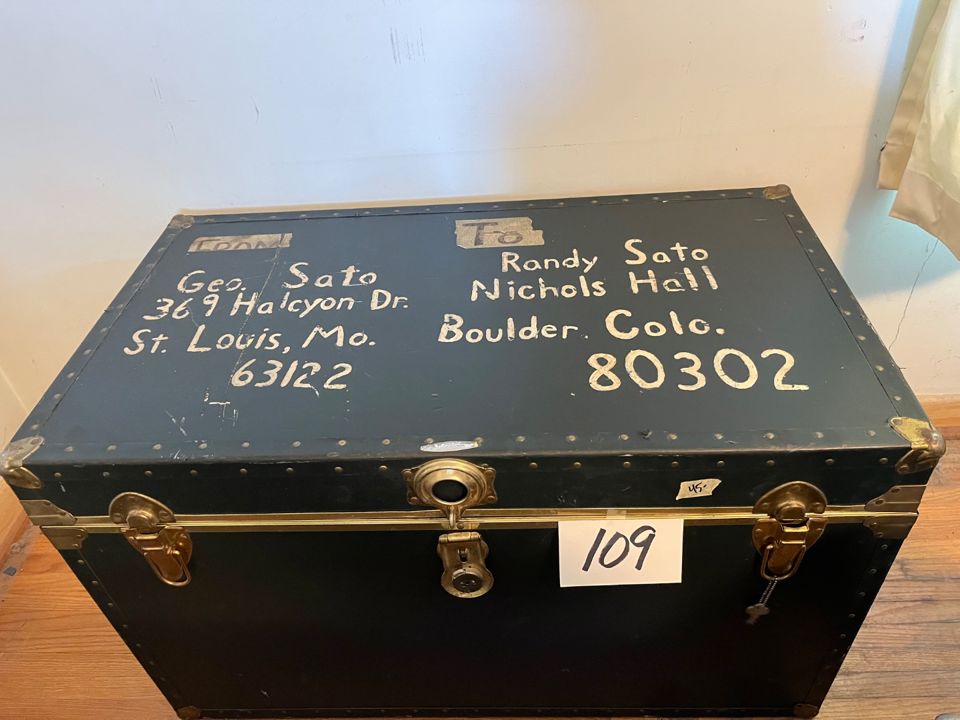 FROM
Geo. Sato
369 Halcyon Dr.
St. Louis, Mo.
63122
To
Randy Sato
Nichols Hall
Boulder. Colo.
80302
109